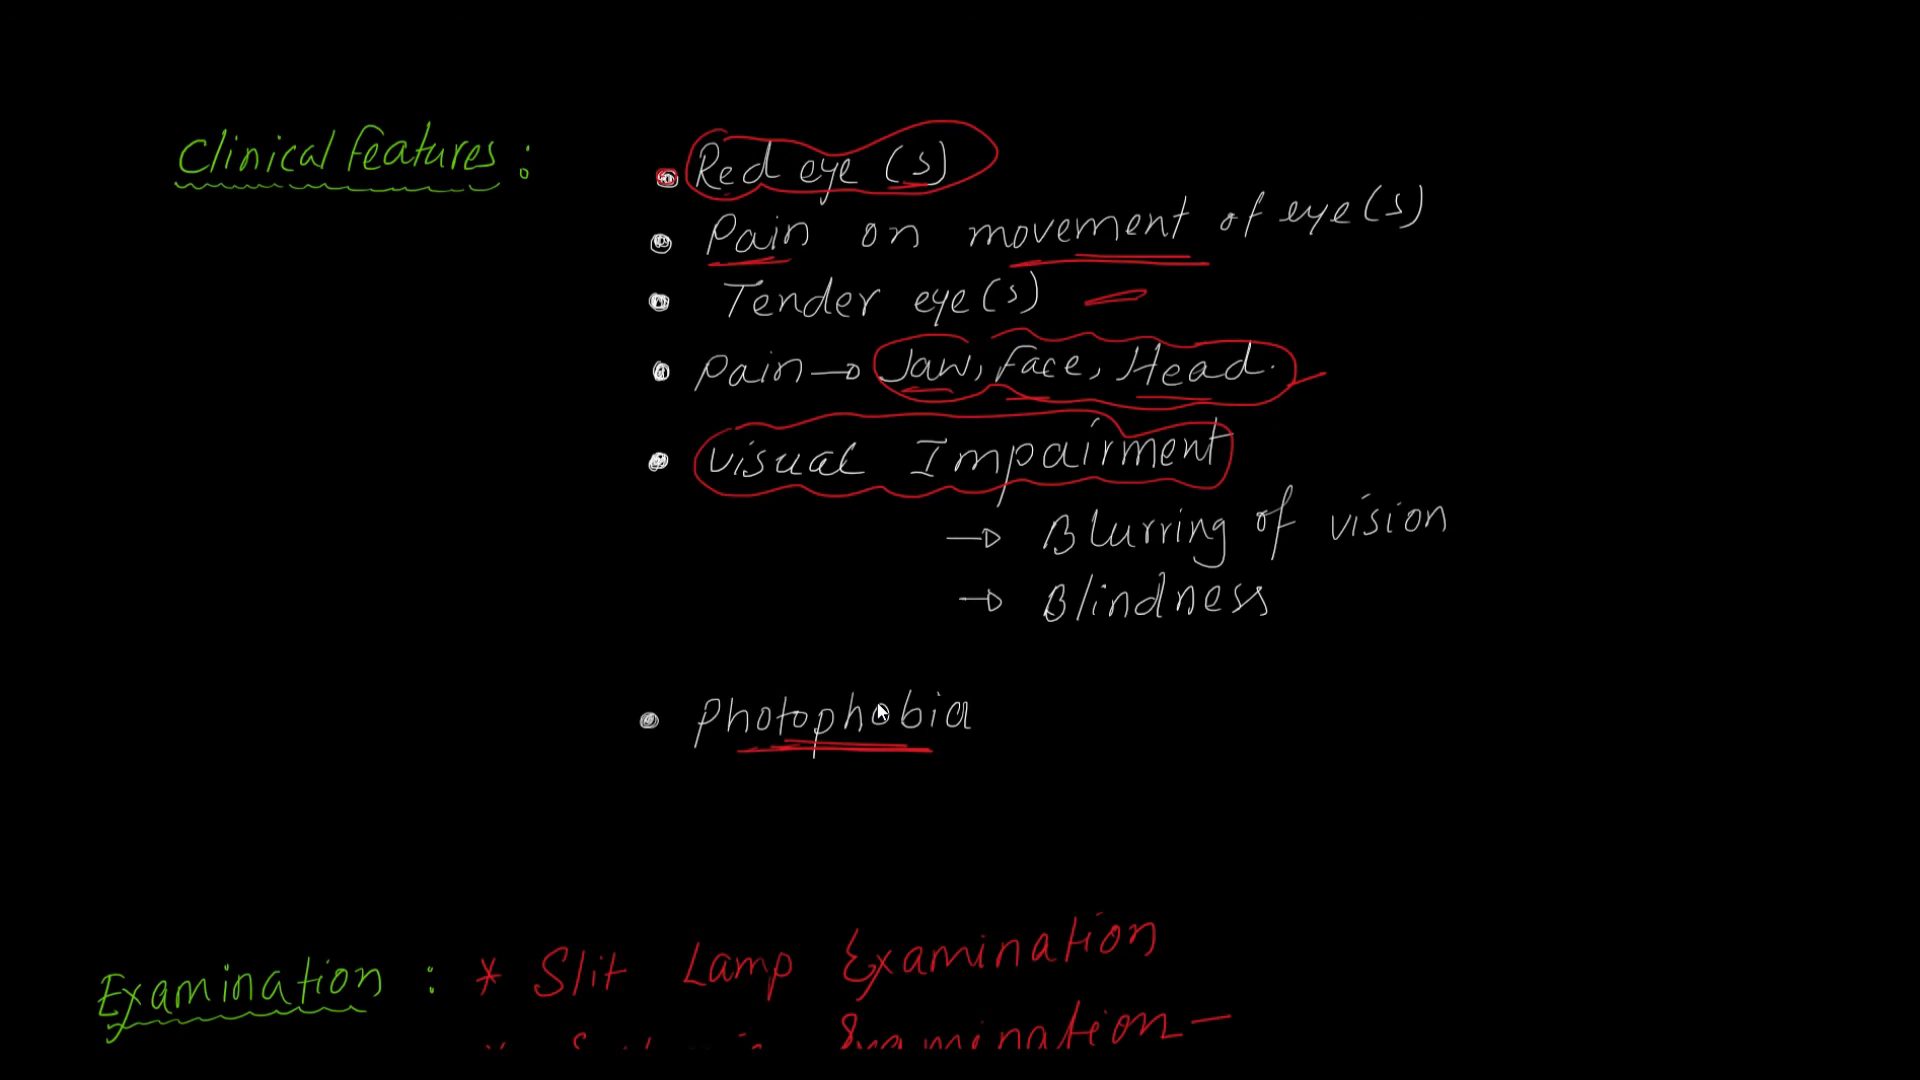 Clinical features :
Red eye (s)
Pain on movement of eye(s)
Tender eye(s)
Pain → Jaw, Face, Head.
Visual Impairment
→ Blurring of vision
→ Blindness
Photophobia
Examination : * Slit Lamp Examination
Examination -